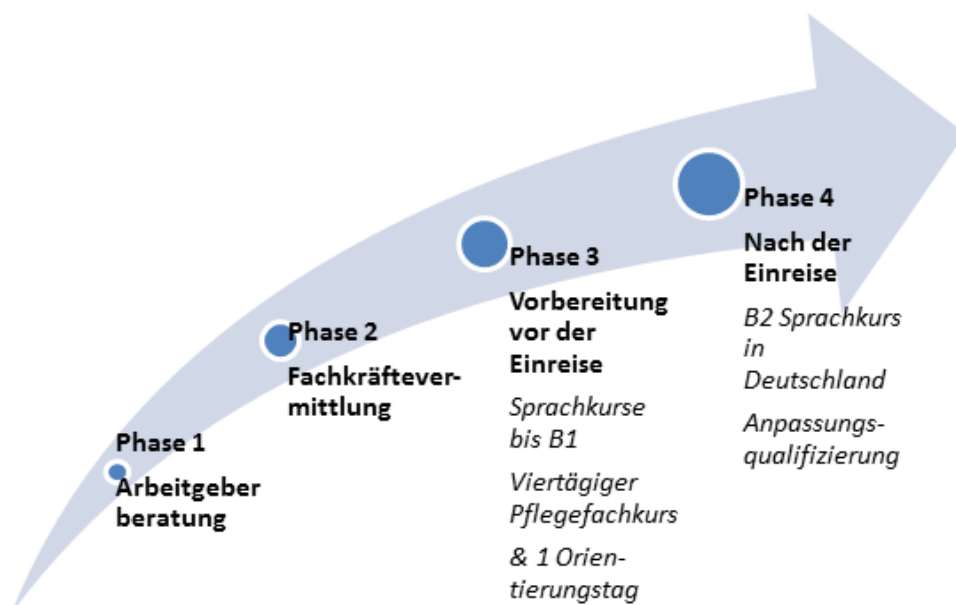 Phase 1
Arbeitgeber
beratung
Phase 2
Fachkräftever-
mittlung
Phase 3
Vorbereitung
vor der
Einreise
Sprachkurse
bis B1
Viertägiger
Pflegefachkurs
& 1 Orien-
tierungstag
Phase 4
Nach der
Einreise
B2 Sprachkurs
in
Deutschland
Anpassungs-
qualifizierung